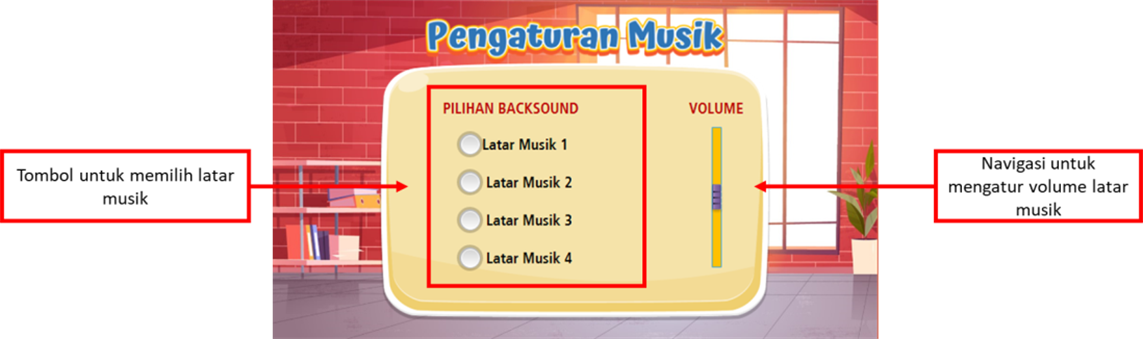 Pengaturan Musik
PILIHAN BACKSOUND
Latar Musik 1
Latar Musik 2
Latar Musik 3
Latar Musik 4
VOLUME
Tombol untuk memilih latar
musik
Navigasi untuk
mengatur volume latar
musik